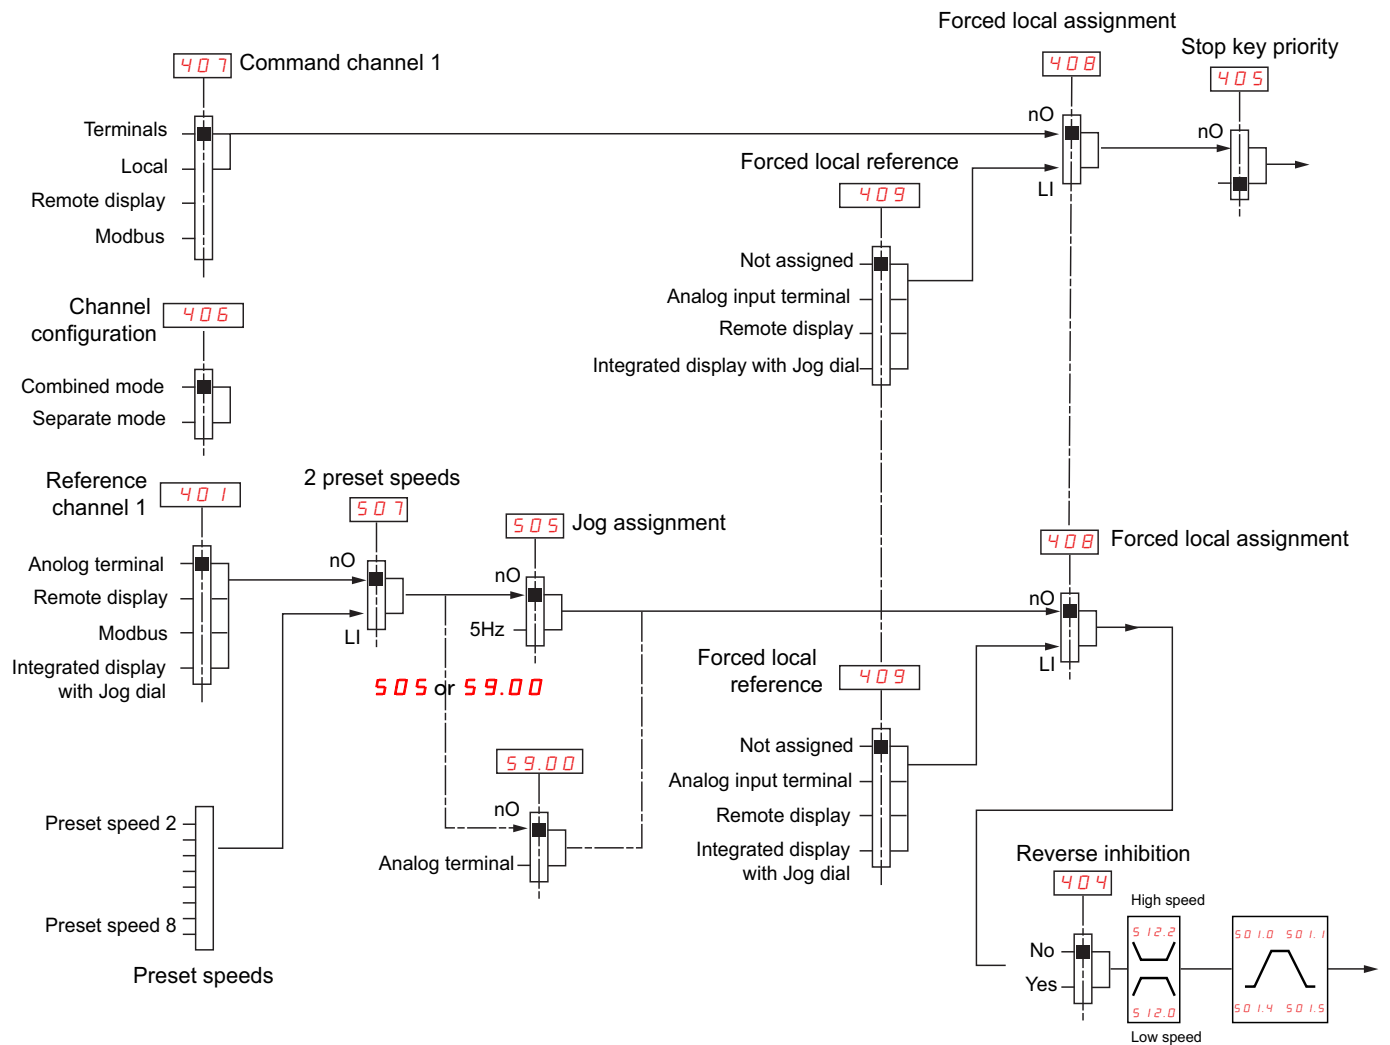 Forced local assignment
408
Stop key priority
405
407 Command channel 1
nO
LI
nO
Terminals
Local
Remote display
Modbus
Forced local reference
409
Not assigned
Analog input terminal
Remote display
Integrated display with Jog dial
Channel
configuration
406
Combined mode
Separate mode
Reference
channel 1
401
2 preset speeds
507
505 Jog assignment
408 Forced local assignment
Anolog terminal
Remote display
Modbus
Integrated display
with Jog dial
nO
LI
nO
5Hz
nO
LI
505 or 59.00
Forced local
reference
409
59.00
nO
Analog terminal
Not assigned
Analog input terminal
Remote display
Integrated display
with Jog dial
Preset speed 2
Preset speed 8
Preset speeds
Reverse inhibition
404
No
Yes
High speed
512.2
512.0
Low speed
501.0 501.1
501.4 501.5